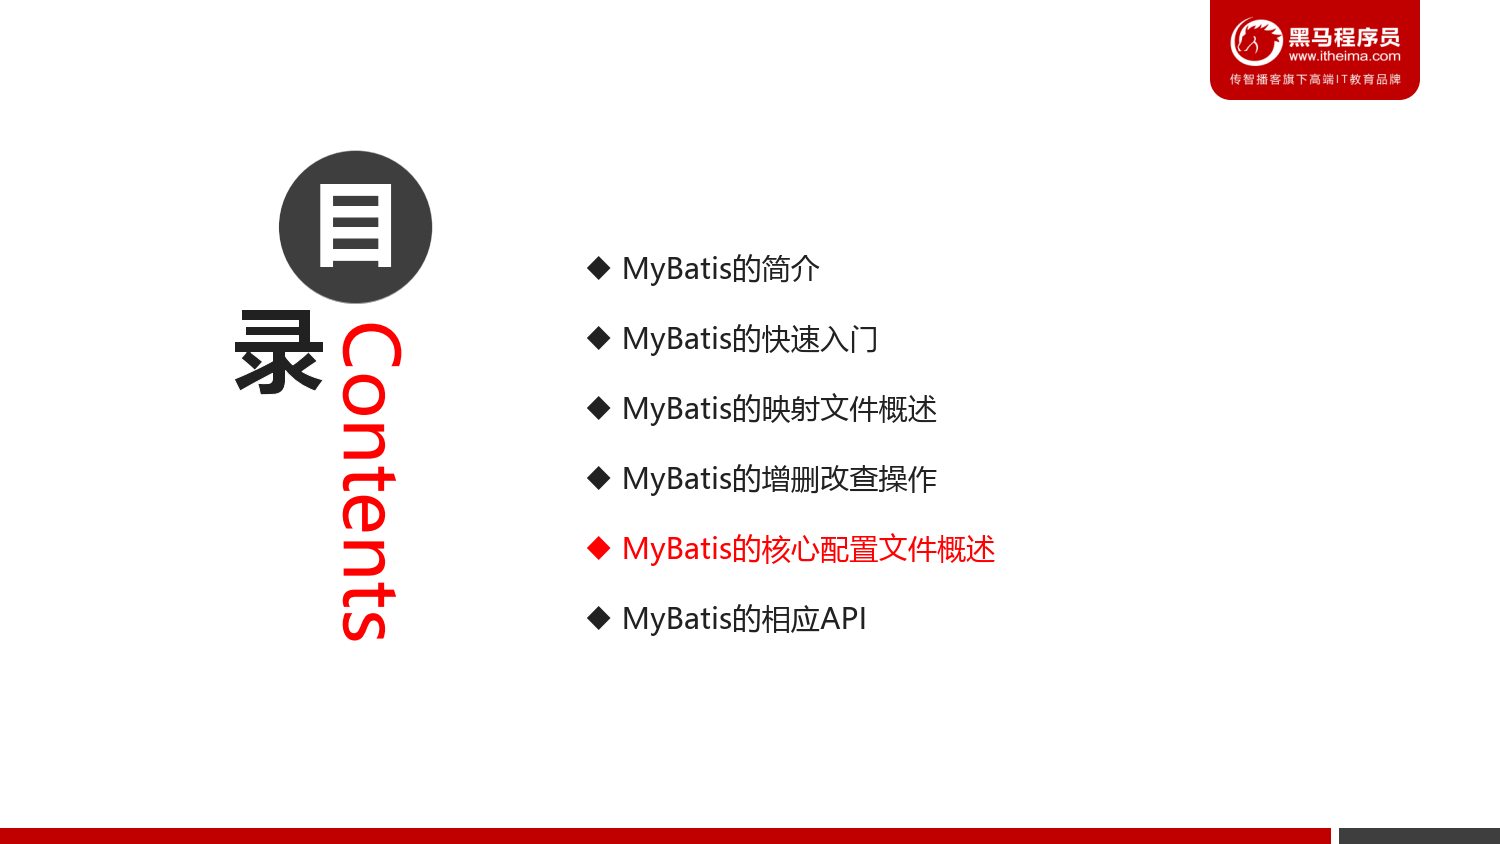 黑马程序员
www.itheima.com
传智播客旗下高端IT教育品牌
目
录
Contents
MyBatis的简介
MyBatis的快速入门
MyBatis的映射文件概述
MyBatis的增删改查操作
MyBatis的核心配置文件概述
MyBatis的相应API